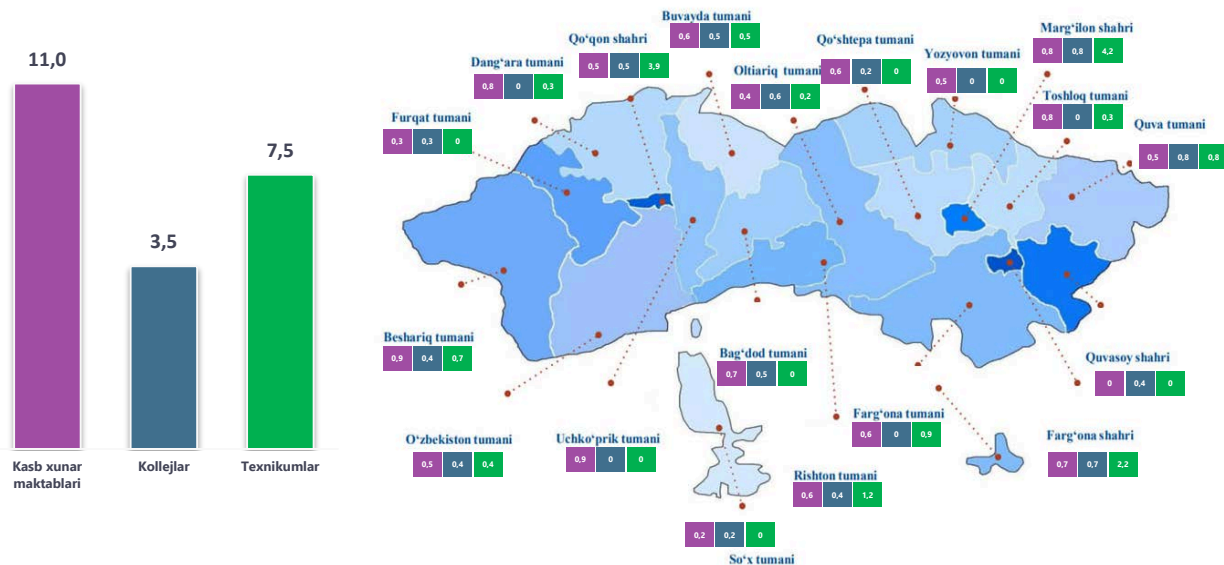 11,0
3,5
7,5
Kasb xunar
maktablari
Kollejlar
Texnikumlar
Buvayda tumani
0,6 0,5 0,5
Qo‘qon shahri
0,5 0,5 3,9
Dang‘ara tumani
0,8 0 0,3
Furqat tumani
0,3 0,3 0
Oltiariq tumani
0,4 0,6 0,2
Qo‘shtepa tumani
0,6 0,2 0
Yozyovon tumani
0,5 0 0
Marg‘ilon shahri
0,8 0,8 4,2
Toshloq tumani
0,8 0 0,3
Quva tumani
0,5 0,8 0,8
Beshariq tumani
0,9 0,4 0,7
Bag‘dod tumani
0,7 0,5 0
Quvasoy shahri
0 0,4 0
O‘zbekiston tumani
0,5 0,4 0,4
Uchko‘prik tumani
0,9 0 0
Farg‘ona tumani
0,6 0 0,9
Farg‘ona shahri
0,7 0,7 2,2
Rishton tumani
0,6 0,4 1,2
0,2 0,2 0
So‘x tumani